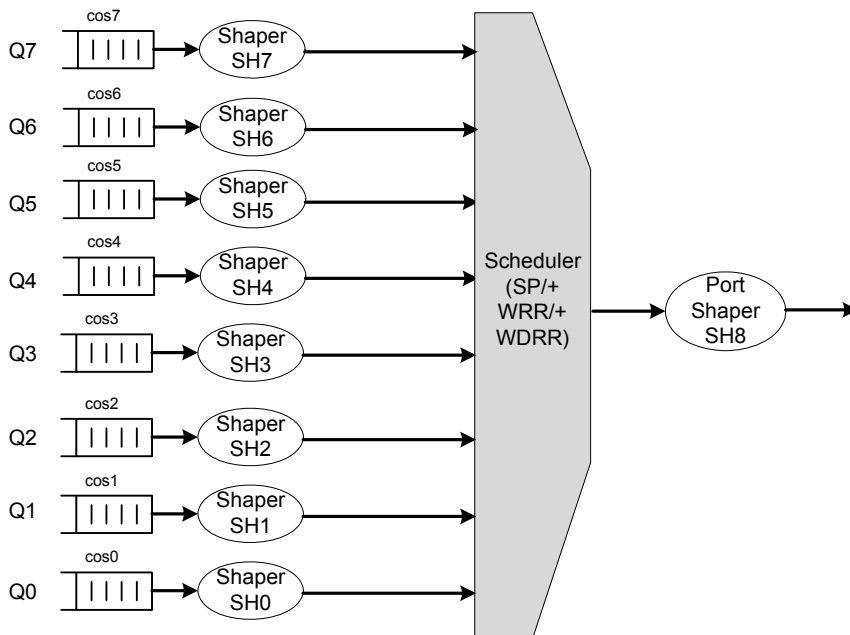 cos7
Q7
Shaper
SH7
cos6
Q6
Shaper
SH6
cos5
Q5
Shaper
SH5
cos4
Q4
Shaper
SH4
cos3
Q3
Shaper
SH3
cos2
Q2
Shaper
SH2
cos1
Q1
Shaper
SH1
cos0
Q0
Shaper
SH0
Scheduler
(SP/+
WRR/+
WDRR)
Port
Shaper
SH8